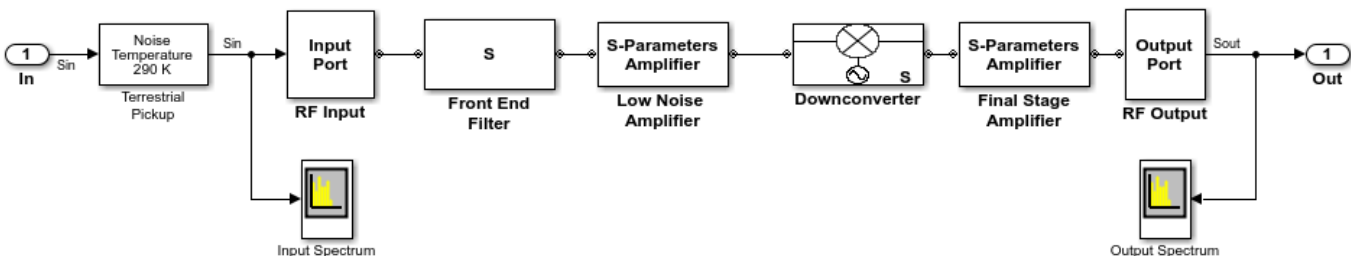 1
In
Sin
Noise
Temperature
290 K
Terrestrial
Pickup
Sin
Input
Port
RF Input
S
Front End
Filter
S-Parameters
Amplifier
Low Noise
Amplifier
S
Downconverter
S-Parameters
Amplifier
Final Stage
Amplifier
Output
Port
RF Output
Sout
1
Out
Input Spectrum
Output Spectrum